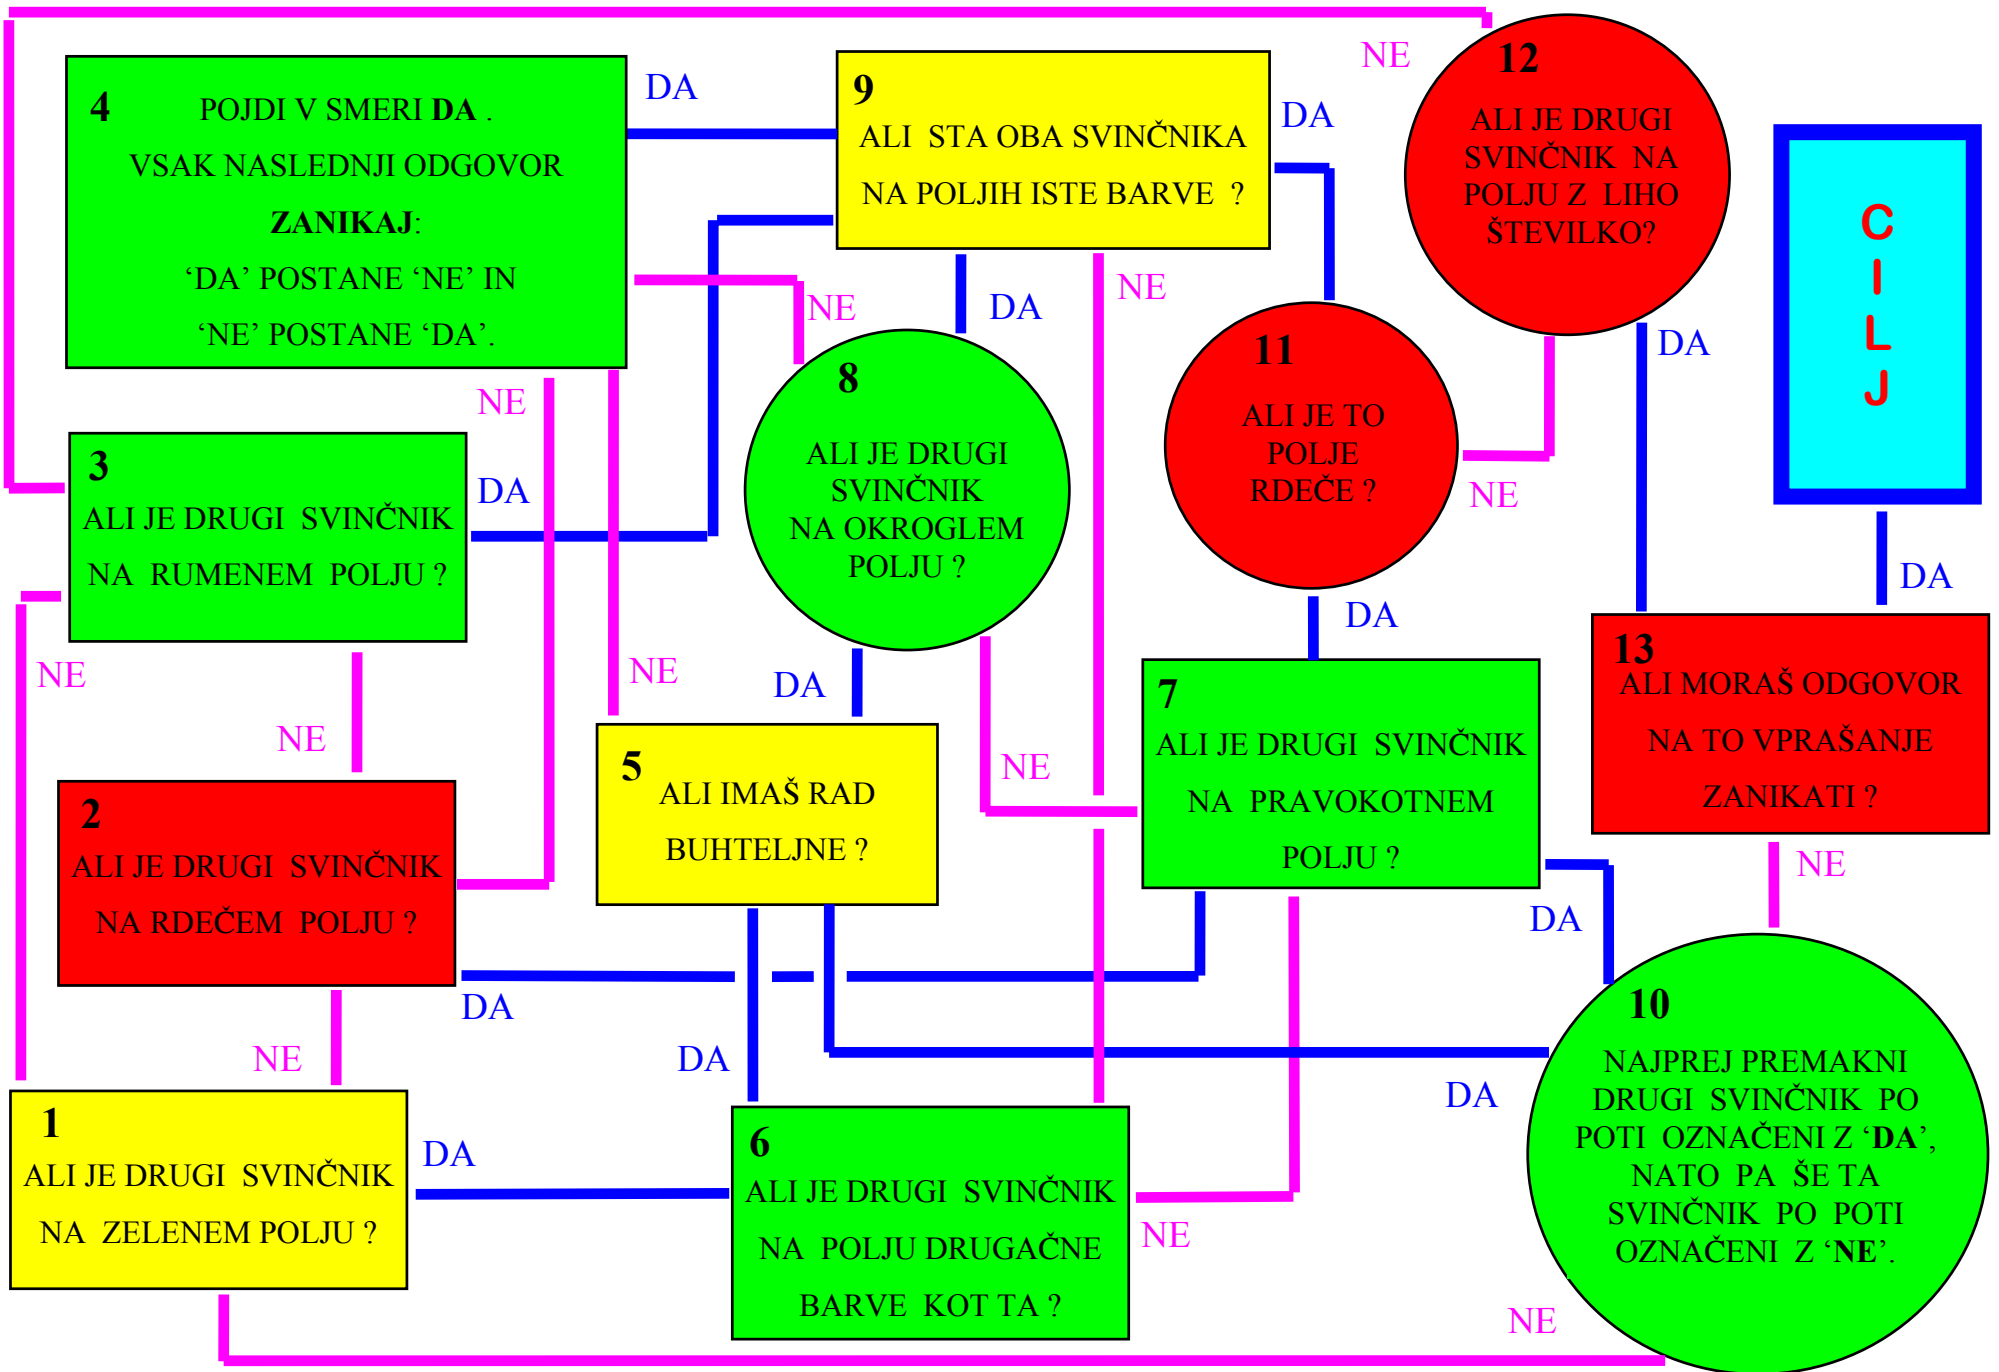 4
POJDI V SMERI DA .
VSAK NASLEDNJI ODGOVOR
ZANIKAJ:
‘DA’ POSTANE ‘NE’ IN
‘NE’ POSTANE ‘DA’.
DA
9
ALI STA OBA SVINČNIKA
NA POLJIH ISTE BARVE ?
DA
NE
12
ALI JE DRUGI
SVINČNIK NA
POLJU Z LIHO
ŠTEVILKO?
C
I
L
J
NE
DA
NE
DA
NE
3
ALI JE DRUGI SVINČNIK
NA RUMENEM POLJU ?
DA
8
ALI JE DRUGI
SVINČNIK
NA OKROGLEM
POLJU ?
11
ALI JE TO
POLJE
RDEČE ?
NE
DA
DA
NE
NE
NE
DA
NE
DA
2
ALI JE DRUGI SVINČNIK
NA RDEČEM POLJU ?
DA
5
ALI IMAŠ RAD
BUHTELJNE ?
7
ALI JE DRUGI SVINČNIK
NA PRAVOKOTNEM
POLJU ?
DA
13
ALI MORAŠ ODGOVOR
NA TO VPRAŠANJE
ZANIKATI ?
NE
NE
DA
DA
1
ALI JE DRUGI SVINČNIK
NA ZELENEM POLJU ?
DA
6
ALI JE DRUGI SVINČNIK
NA POLJU DRUGAČNE
BARVE KOT TA ?
NE
10
NAJPREJ PREMAKNI
DRUGI SVINČNIK PO
POTI OZNAČENI Z ‘DA’,
NATO PA ŠE TA
SVINČNIK PO POTI
OZNAČENI Z ‘NE’.
NE